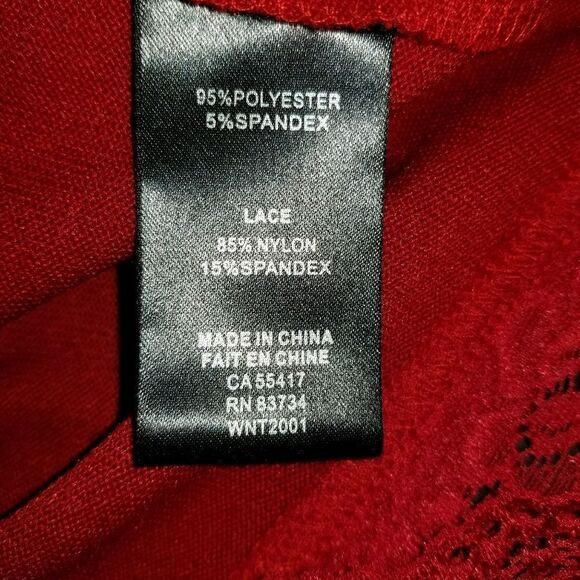 95%POLYESTER
5%SPANDEX
LACE
85% NYLON
15%SPANDEX
MADE IN CHINA
FAIT EN CHINE
CA 55417
RN 83734
WNT2001